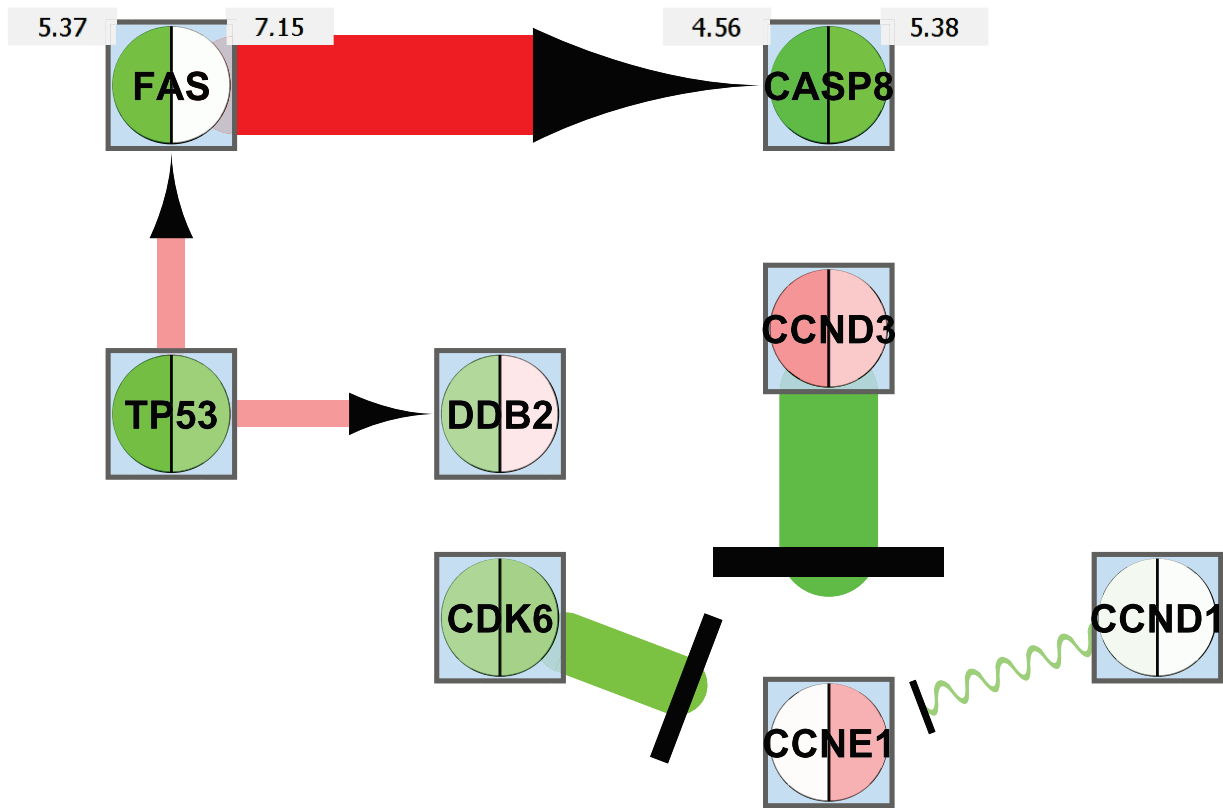 5.37
7.15
4.56
5.38
FAS
CASP8
CCND3
TP53
DDB2
CDK6
CCND1
CCNE1